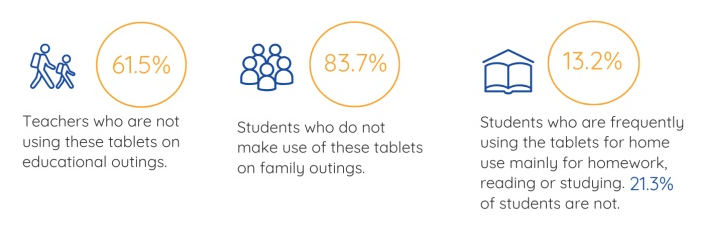 61.5%
Teachers who are not
using these tablets on
educational outings.
83.7%
Students who do not
make use of these tablets
on family outings.
13.2%
Students who are frequently
using the tablets for home
use mainly for homework,
reading or studying. 21.3%
of students are not.